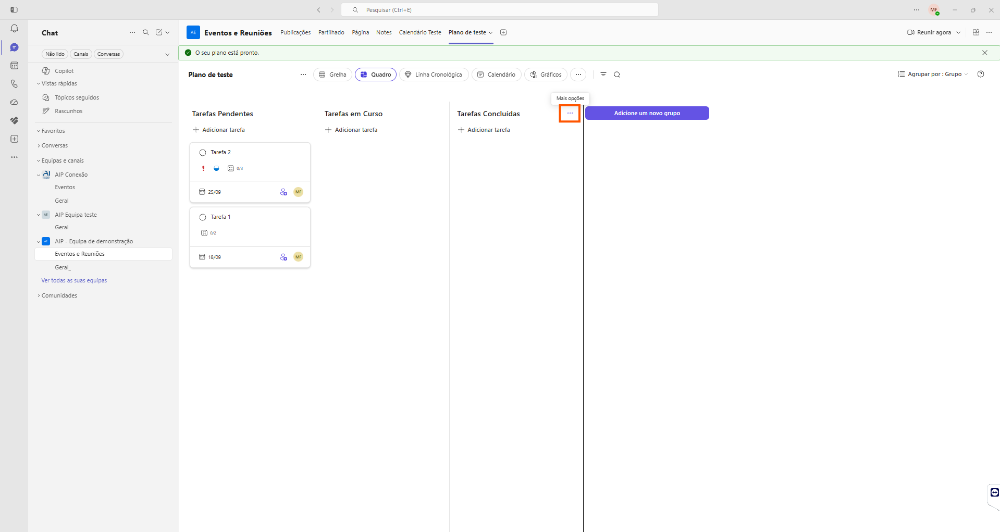 Pesquisar (Ctrl+E)
MF
Chat
Não lido
Canais
Conversas
Copilot
Vistas rápidas
Tópicos seguidos
Rascunhos
Favoritos
Conversas
Equipas e canais
AIP Conexão
Eventos
Geral
AE
AIP Equipa teste
Geral
AE
AIP - Equipa de demonstração
Eventos e Reuniões
Geral_
Ver todas as suas equipas
Comunidades
AE
Eventos e Reuniões
Publicações
Partilhado
Página
Notes
Calendário Teste
Plano de teste
Reunir agora
O seu plano está pronto.
Plano de teste
Grelha
Quadro
Linha Cronológica
Calendário
Gráficos
Agrupar por : Grupo
Mais opções
Tarefas Pendentes
Adicionar tarefa
Tarefa 2
0/3
25/09
MF
Tarefa 1
0/2
18/09
MF
Tarefas em Curso
Adicionar tarefa
Tarefas Concluídas
Adicionar tarefa
Adicione um novo grupo